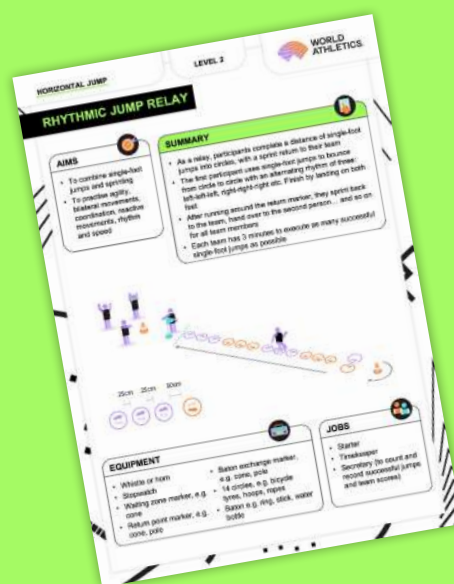 HORIZONTAL JUMP
LEVEL 2
WORLD
ATHLETICS.
RHYTHMIC JUMP RELAY
AIMS
• To combine single-foot
jumps and sprinting
• To practise agility,
bilateral movements,
coordination, reactive
movements, rhythm
and speed
SUMMARY
• As a relay, participants complete a distance of single-foot
jumps into circles, with a sprint return to their team
• The first participant uses single-foot jumps to bounce
from circle to circle with an alternating rhythm of three:
left-left-left, right-right-right etc. Finish by landing on both
feet
• After running around the return marker, they sprint back
to the team, hand over to the second person... and so on
for all team members
• Each team has 3 minutes to execute as many successful
single-foot jumps as possible
25cm 25cm 50cm
EQUIPMENT
• Whistle or horn
• Stopwatch
• Waiting zone marker, e.g.
cone
• Return point marker, e.g.
cone, pole
• Baton exchange marker,
e.g. cone, pole
• 14 circles, e.g. bicycle
tyres, hoops, ropes
• Baton e.g. ring, stick, water
bottle
JOBS
• Starter
• Timekeeper
• Secretary (to count and
record successful jumps
and team scores)